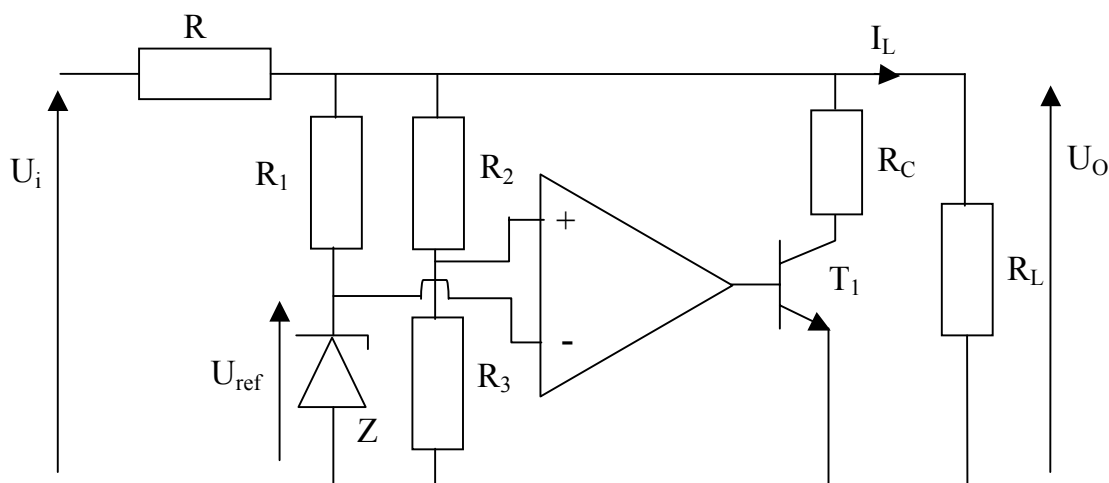 R
I_L
U_i
R_1
R_2
R_C
U_O
+
T_1
R_L
U_ref
-
R_3
Z